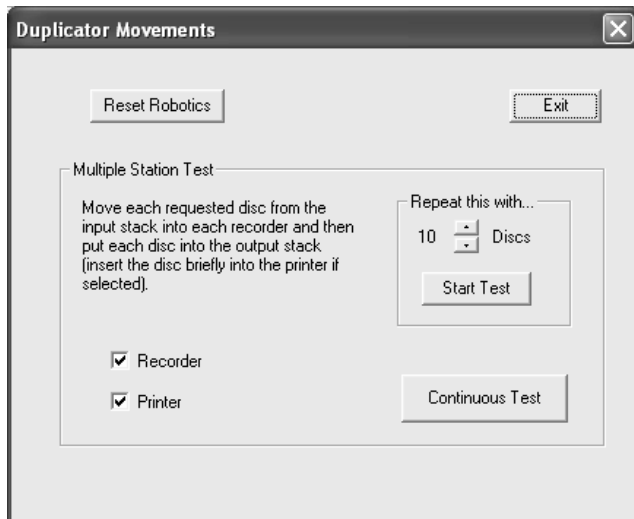 Duplicator Movements
Reset Robotics
Exit
Multiple Station Test
Move each requested disc from the
input stack into each recorder and then
put each disc into the output stack
(insert the disc briefly into the printer if
selected).
Repeat this with...
10 Discs
Start Test
Recorder
Printer
Continuous Test